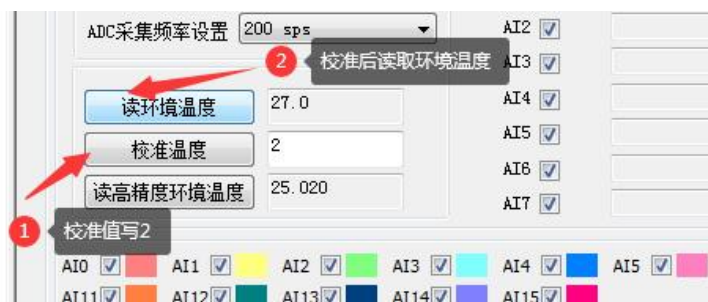 ADC采集频率设置 200 sps
AI2
2 校准后读取环境温度
AI3
读环境温度 27.0
AI4
校准温度 2
AI5
AI6
读高精度环境温度 25.020
AI7
1 校准值写2
AI0 AI1 AI2 AI3 AI4 AI5
AI11 AI12 AI13 AI14 AI15